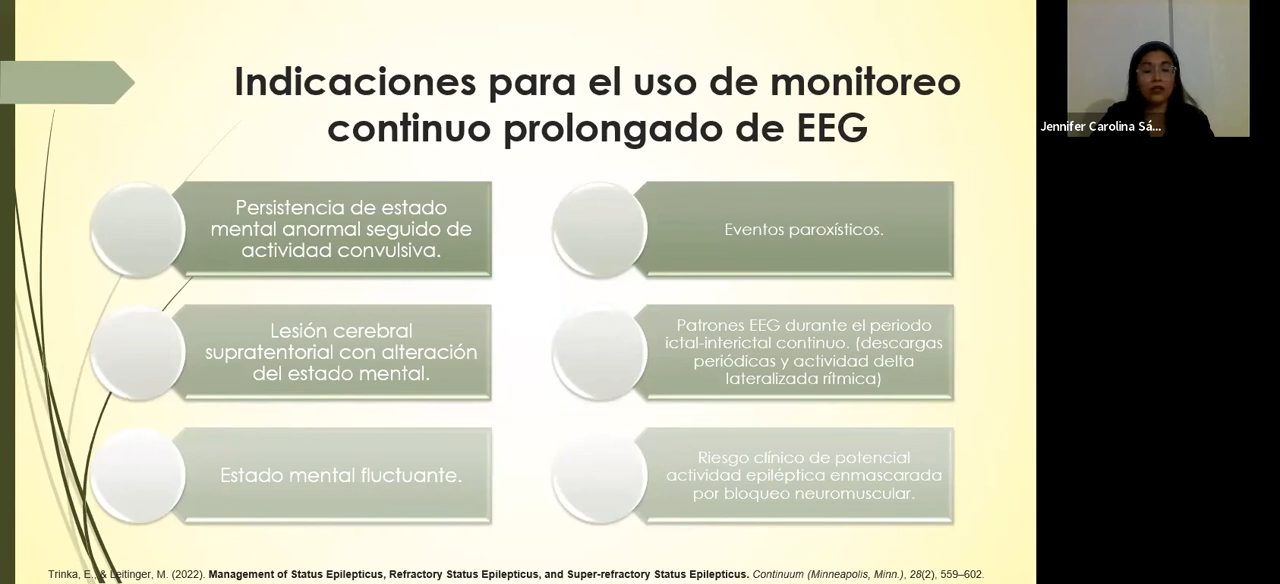 Indicaciones para el uso de monitoreo
continuo prolongado de EEG
Persistencia de estado
mental anormal seguido de
actividad convulsiva.
Eventos paroxísticos.
Lesión cerebral
supratentorial con alteración
del estado mental.
Patrones EEG durante el periodo
ictal-interictal continuo. (descargas
periódicas y actividad delta
lateralizada rítmica)
Estado mental fluctuante.
Riesgo clínico de potencial
actividad epiléptica enmascarada
por bloqueo neuromuscular.
Trinka, E., & Leitinger, M. (2022). Management of Status Epilepticus, Refractory Status Epilepticus, and Super-refractory Status Epilepticus. Continuum (Minneapolis, Minn.), 28(2), 559–602.
Jennifer Carolina Sá...